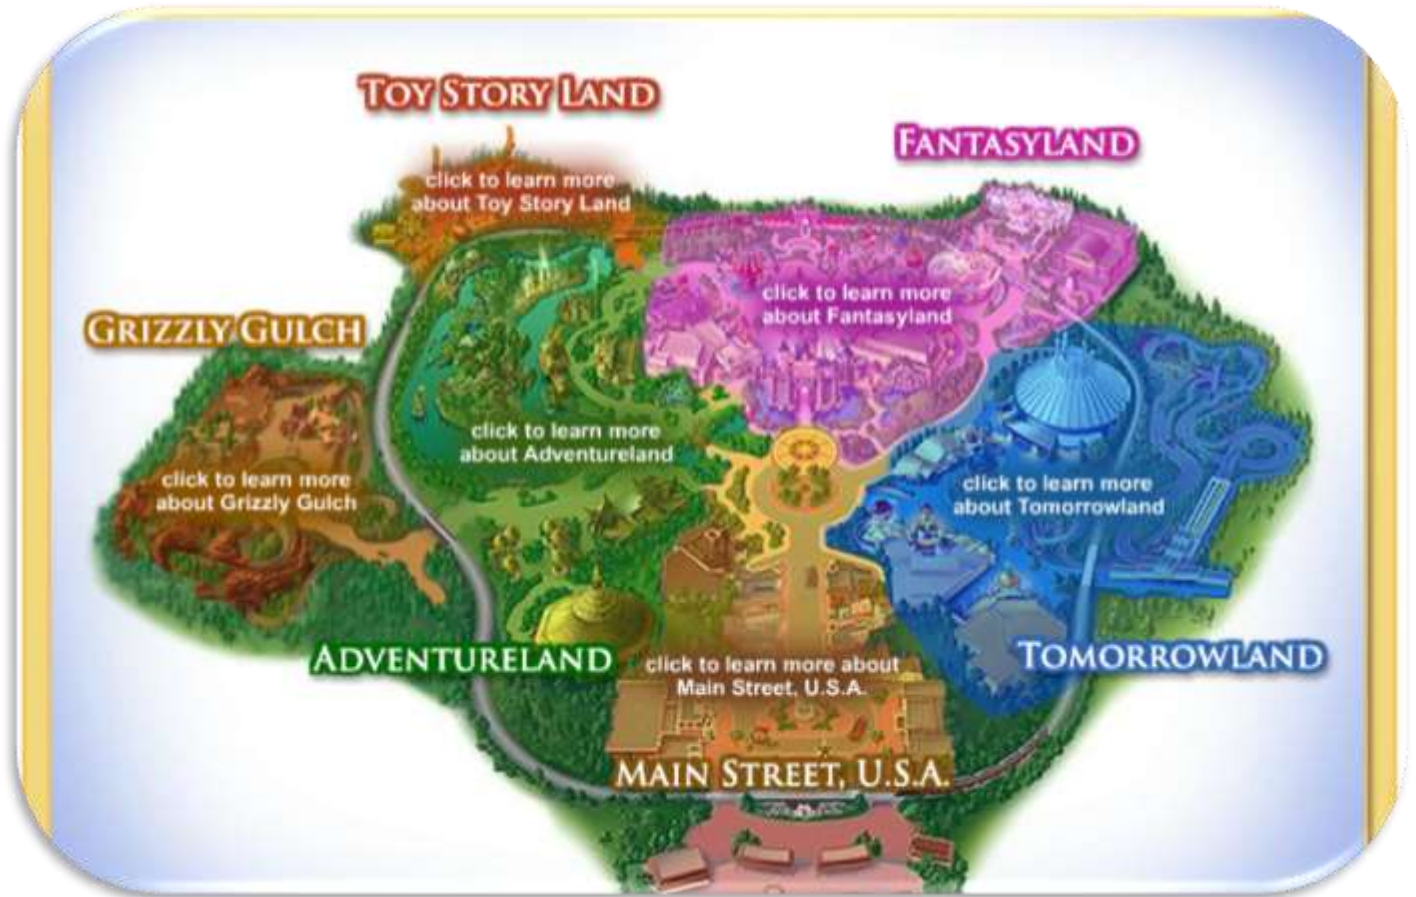 TOY STORY LAND
FANTASYLAND
click to learn more
about Toy Story Land
click to learn more
about Fantasyland
GRIZZLY GULCH
click to learn more
about Adventureland
click to learn more
about Grizzly Gulch
click to learn more
about Tomorrowland
ADVENTURELAND
click to learn more about
Main Street, U.S.A.
TOMORROWLAND
MAIN STREET, U.S.A.